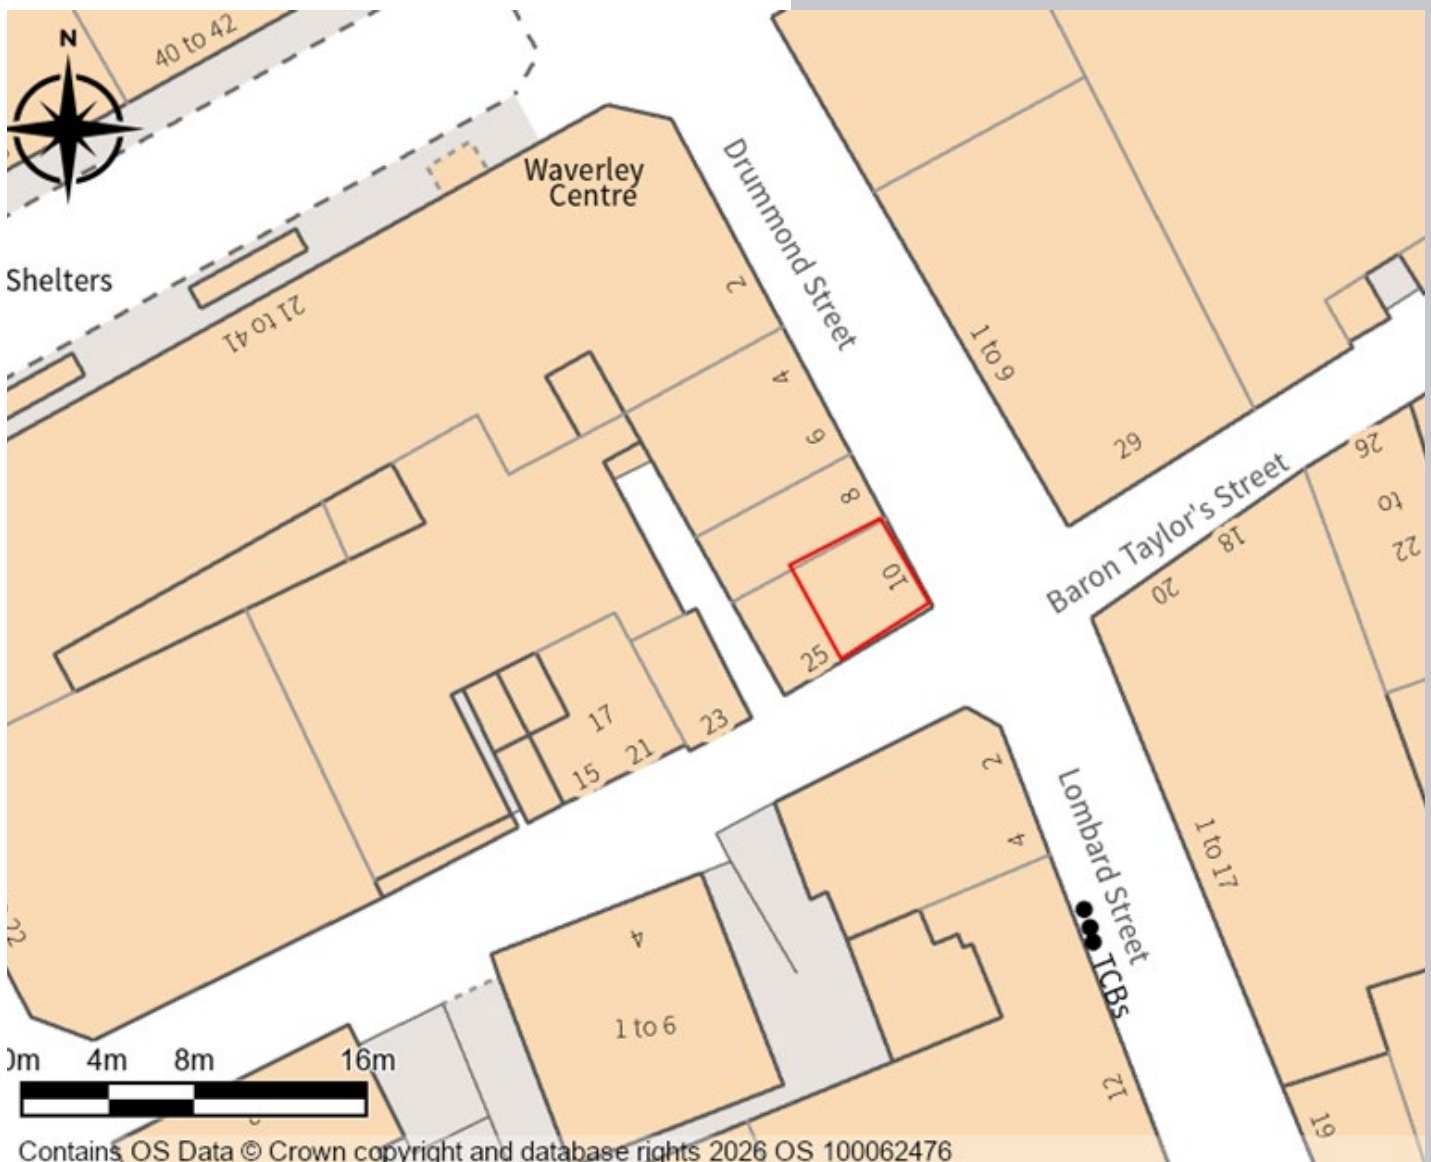 N
40 to 42
Waverley
Centre
Drummond Street
Shelters
21 to 41
2
4
6
8
10
1 to 9
29
Baron Taylor's Street
26
to
22
18
20
25
23
17
21
15
2
4
Lombard Street
1 to 17
TCBs
22
4
1 to 6
12
19
0m 4m 8m 16m
Contains OS Data © Crown copyright and database rights 2026 OS 100062476